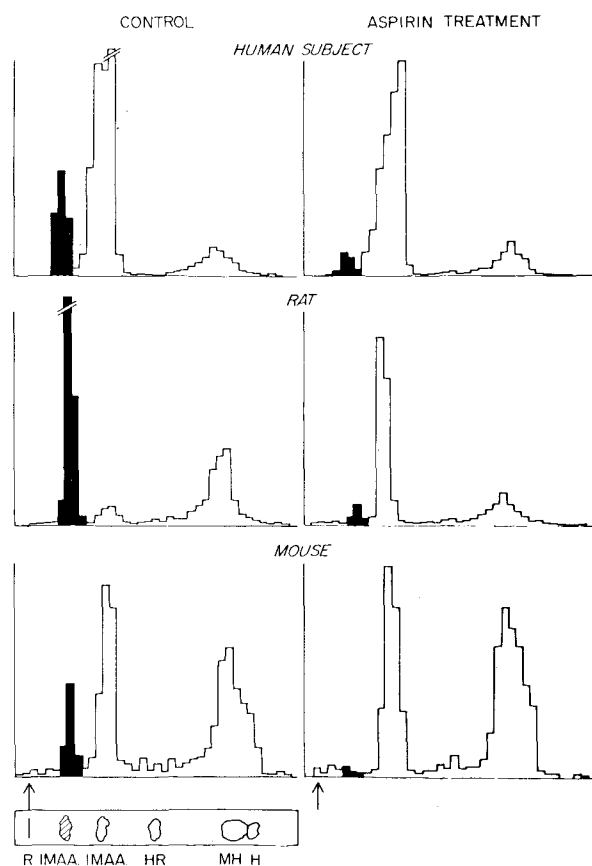 CONTROL
ASPIRIN TREATMENT
HUMAN SUBJECT
RAT
MOUSE
R IMAA. IMAA. HR MH H